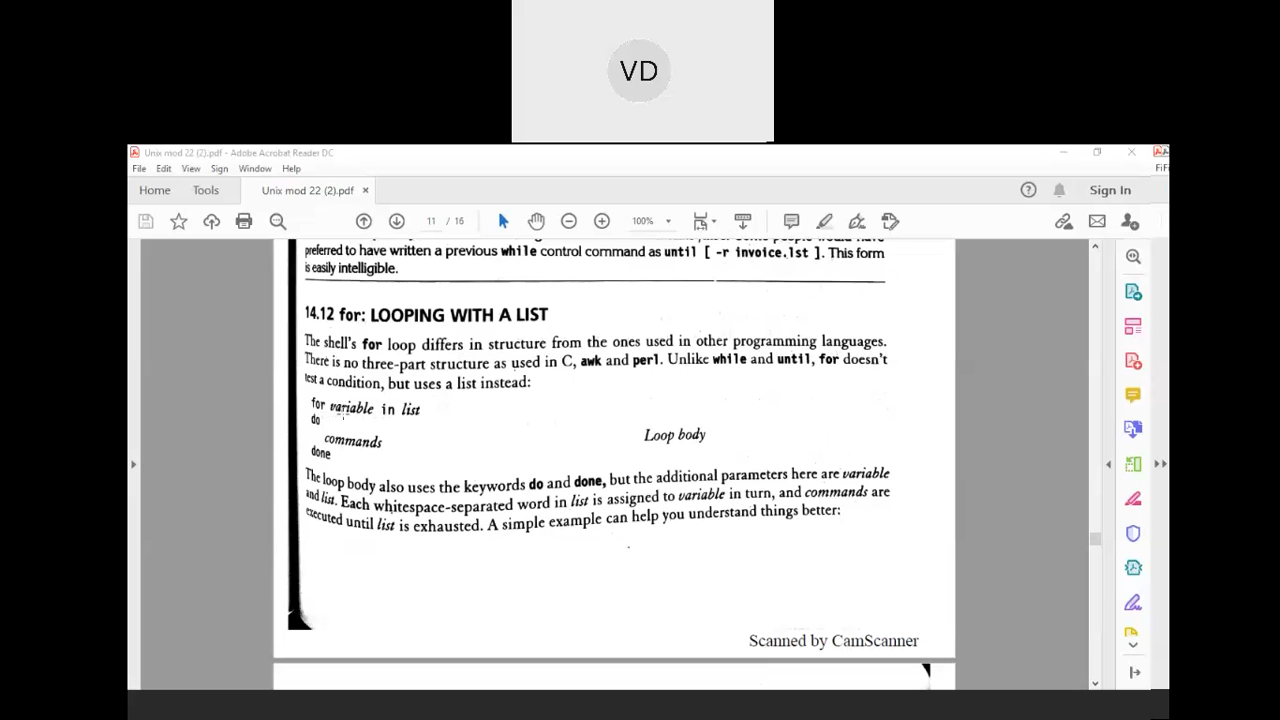 VD
Unix mod 22 (2).pdf - Adobe Acrobat Reader DC
File Edit View Sign Window Help
FiFi
Home Tools Unix mod 22 (2).pdf × Sign In
11 / 16 100%
preferred to have written a previous while control command as until [ -r invoice.lst ]. This form
is easily intelligible.
14.12 for: LOOPING WITH A LIST
The shell's for loop differs in structure from the ones used in other programming languages.
There is no three-part structure as used in C, awk and perl. Unlike while and until, for doesn't
test a condition, but uses a list instead:
for variable in list
do
commands Loop body
done
The loop body also uses the keywords do and done, but the additional parameters here are variable
and list. Each whitespace-separated word in list is assigned to variable in turn, and commands are
executed until list is exhausted. A simple example can help you understand things better:
Scanned by CamScanner